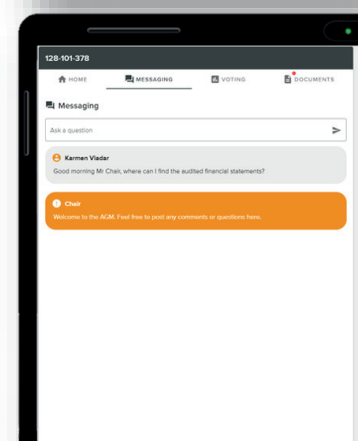 128-101-378
HOME MESSAGING VOTING DOCUMENTS
Messaging
Ask a question
Karmen Vladar
Good morning Mr Chair, where can I find the audited financial statements?
Chair
Welcome to the AGM. Feel free to post any comments or questions here.